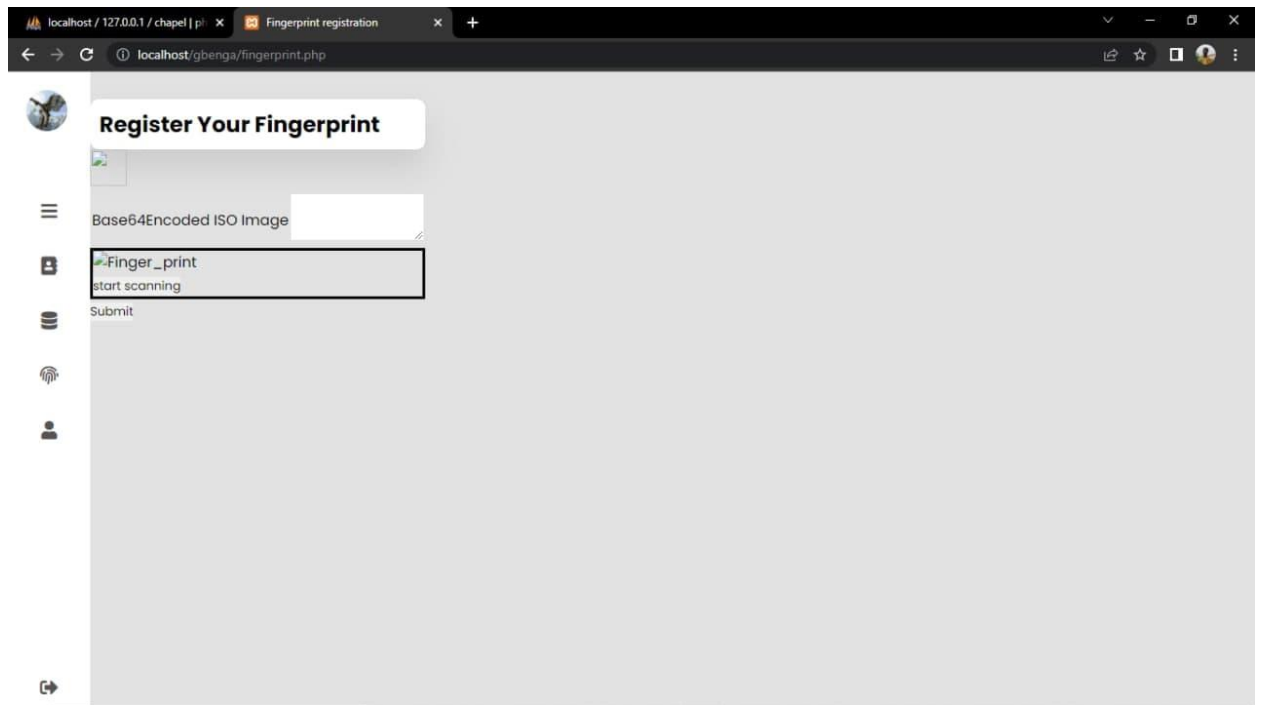 localhost / 127.0.0.1 / chapel | ph
Fingerprint registration
localhost/gbenga/fingerprint.php
Register Your Fingerprint
Base64Encoded ISO Image
Finger_print
start scanning
Submit